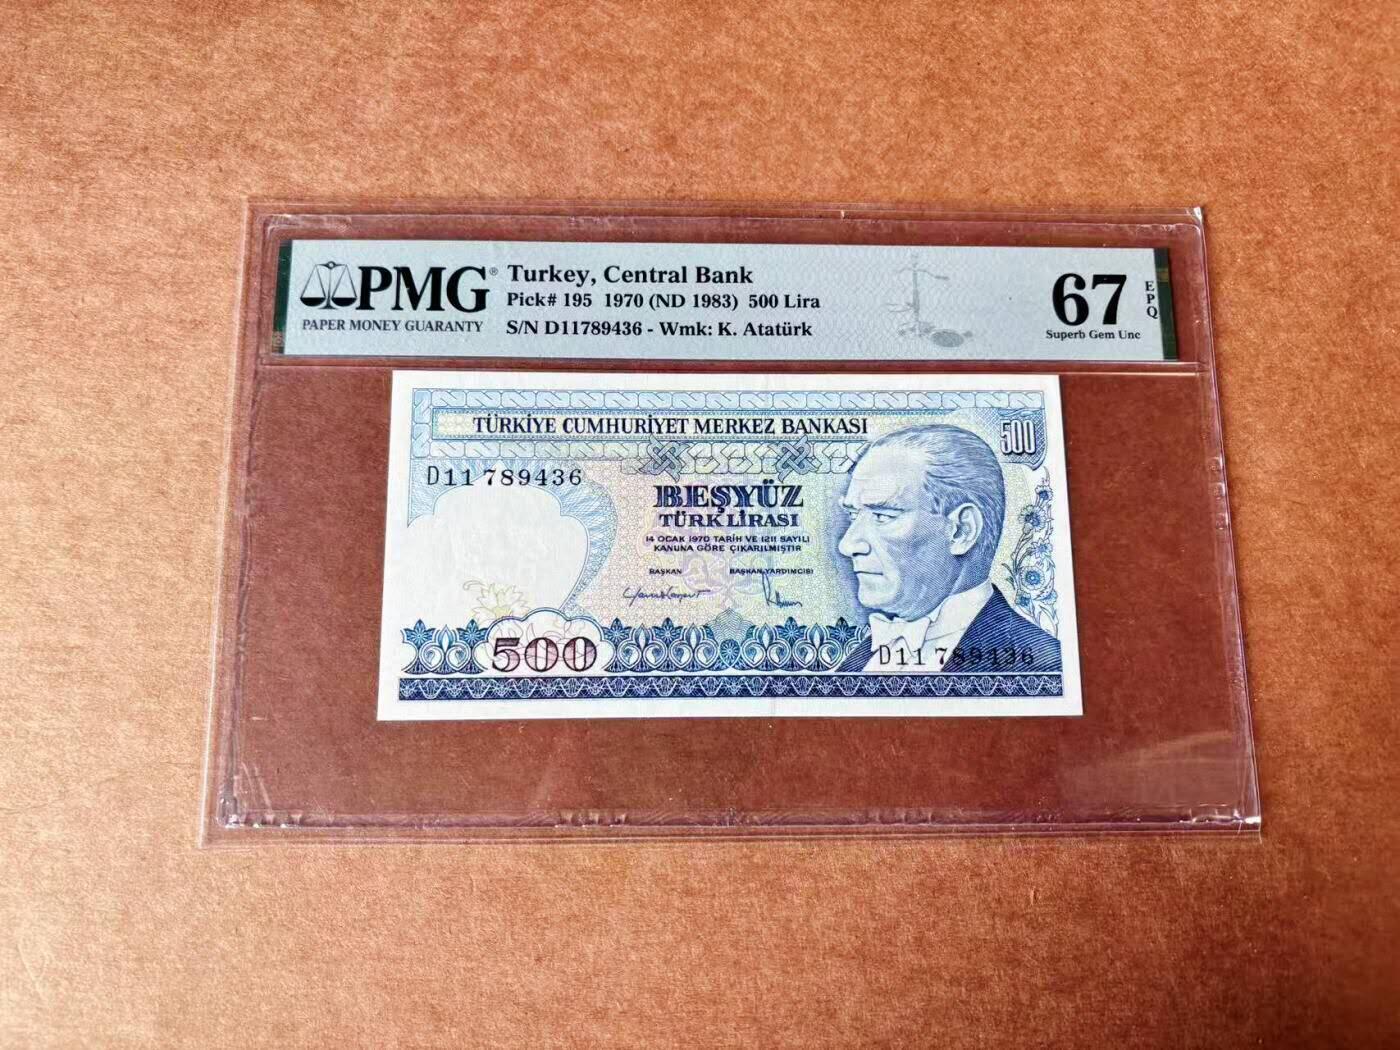 PMG®
PAPER MONEY GUARANTY
Turkey, Central Bank
Pick# 195 1970 (ND 1983) 500 Lira
S/N D11789436 - Wmk: K. Atatürk
67
EPQ
Superb Gem Unc
TÜRKİYE CUMHURİYET MERKEZ BANKASI
500
D11 789436
BEŞYÜZ
TÜRK LİRASI
14 OCAK 1970 TARİH VE 1211 SAYILI
KANUNA GÖRE ÇIKARILMIŞTIR
BAŞKAN BAŞKAN YARDIMCISI
500
D11 789436